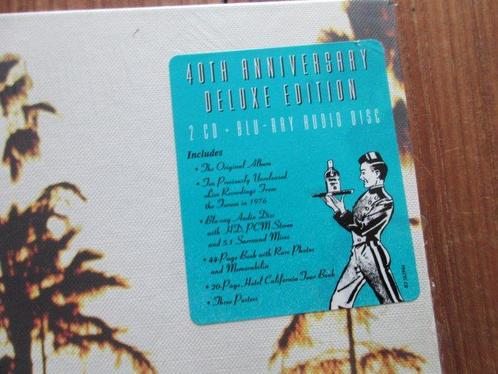 40TH ANNIVERSARY
DELUXE EDITION
2 CD + BLU-RAY AUDIO DISC
Includes
• The Original Album
• Ten Previously Unreleased
Live Recordings From
the Forum in 1976
• Blu-ray Audio Disc
with HD PCM Stereo
and 5.1 Surround Mixes
• 44-Page Book with Rare Photos
and Memorabilia
• 20-Page Hotel California Tour Book
• Three Posters